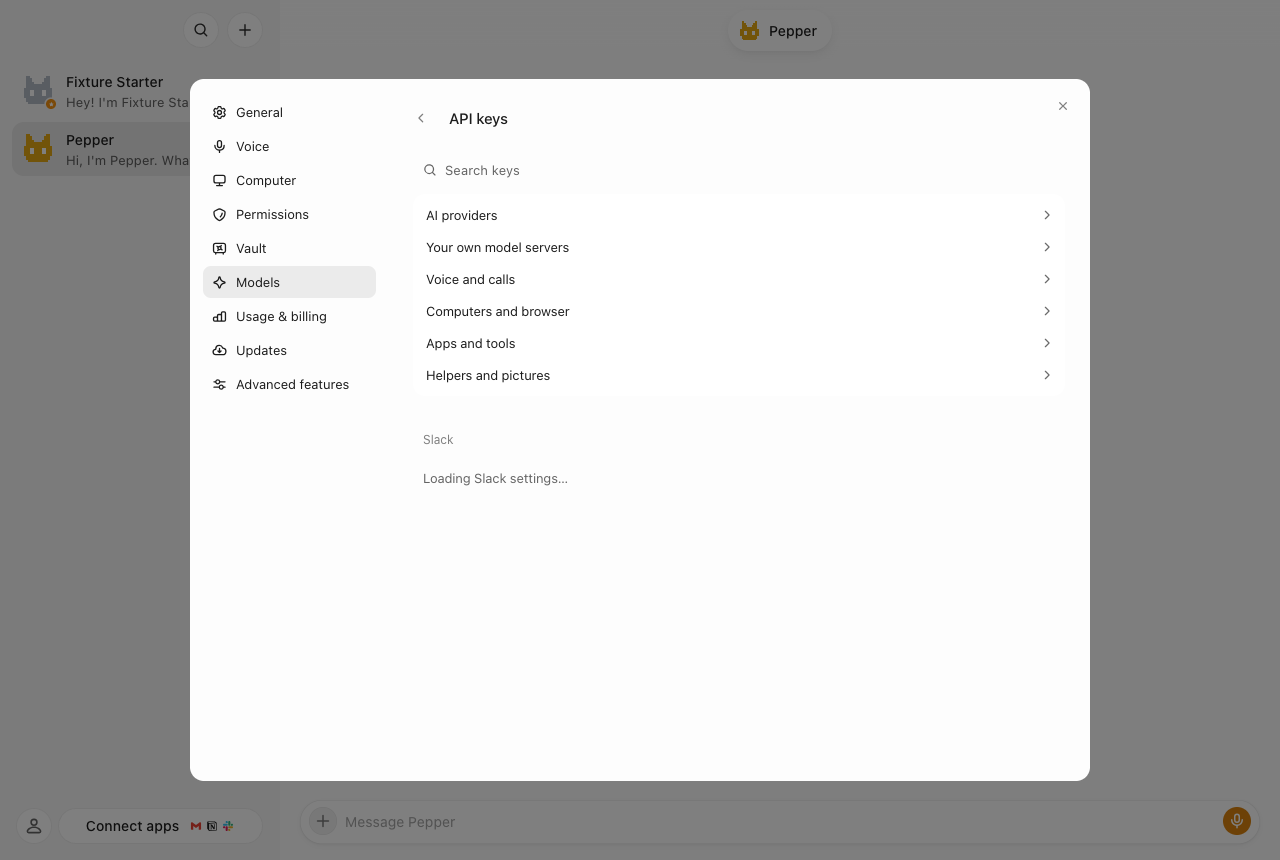 Pepper
Fixture Starter
Hey! I'm Fixture Sta
Pepper
Hi, I'm Pepper. Wha
General
Voice
Computer
Permissions
Vault
Models
Usage & billing
Updates
Advanced features
API keys
Search keys
AI providers
Your own model servers
Voice and calls
Computers and browser
Apps and tools
Helpers and pictures
Slack
Loading Slack settings...
Connect apps
Message Pepper